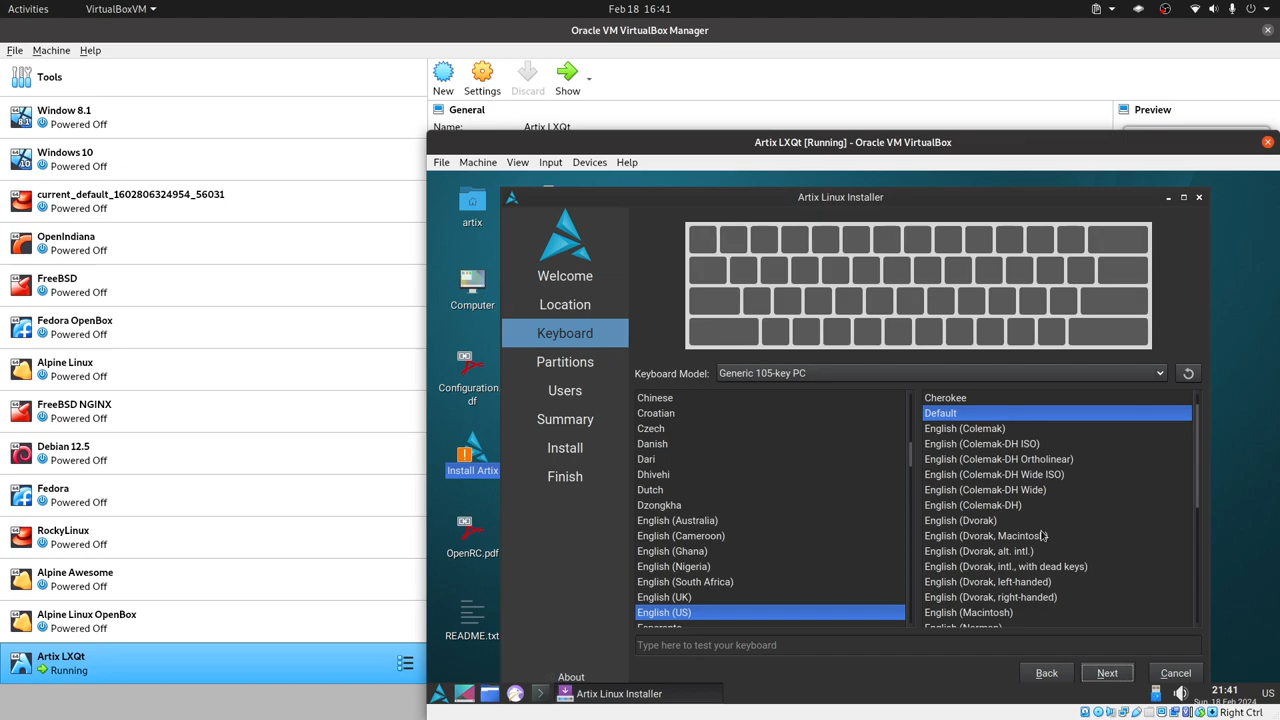 Activities VirtualBoxVM Feb 18 16:41
Oracle VM VirtualBox Manager
File Machine Help
Tools
New Settings Discard Show
Window 8.1
Powered Off
Windows 10
Powered Off
current_default_1602806324954_56031
Powered Off
OpenIndiana
Powered Off
FreeBSD
Powered Off
Fedora OpenBox
Powered Off
Alpine Linux
Powered Off
FreeBSD NGINX
Powered Off
Debian 12.5
Powered Off
Fedora
Powered Off
RockyLinux
Powered Off
Alpine Awesome
Powered Off
Alpine Linux OpenBox
Powered Off
Artix LXQt
Running
General
Preview
Name: Artix LXQt
Artix LXQt [Running] - Oracle VM VirtualBox
File Machine View Input Devices Help
artix
Computer
Configuration.
df
Install Artix
OpenRC.pdf
README.txt
Artix Linux Installer
Welcome
Location
Keyboard
Partitions
Users
Summary
Install
Finish
About
Keyboard Model: Generic 105-key PC
Chinese
Croatian
Czech
Danish
Dari
Dhivehi
Dutch
Dzongkha
English (Australia)
English (Cameroon)
English (Ghana)
English (Nigeria)
English (South Africa)
English (UK)
English (US)
Esperanto
Cherokee
Default
English (Colemak)
English (Colemak-DH ISO)
English (Colemak-DH Ortholinear)
English (Colemak-DH Wide ISO)
English (Colemak-DH Wide)
English (Colemak-DH)
English (Dvorak)
English (Dvorak, Macintosh)
English (Dvorak, alt. intl.)
English (Dvorak, intl., with dead keys)
English (Dvorak, left-handed)
English (Dvorak, right-handed)
English (Macintosh)
English (Norman)
Type here to test your keyboard
Back Next Cancel
Artix Linux Installer
21:41
Sun, 18 Feb 2024
US
Right Ctrl